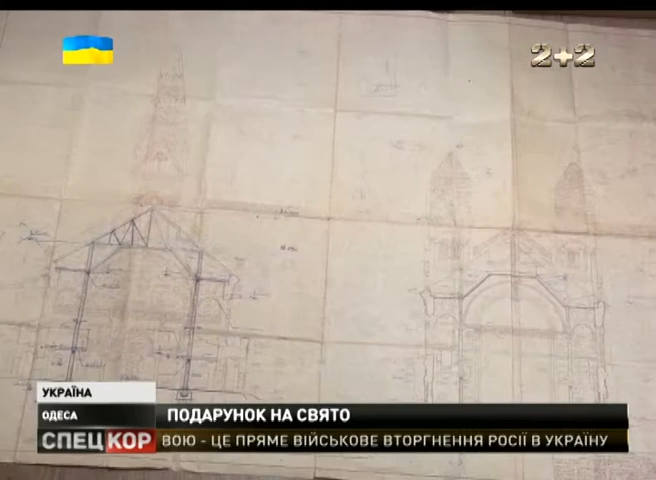 2+2
УКРАЇНА
ОДЕСА
ПОДАРУНОК НА СВЯТО
СПЕЦКОР
ВОЮ - ЦЕ ПРЯМЕ ВІЙСЬКОВЕ ВТОРГНЕННЯ РОСІЇ В УКРАЇНУ